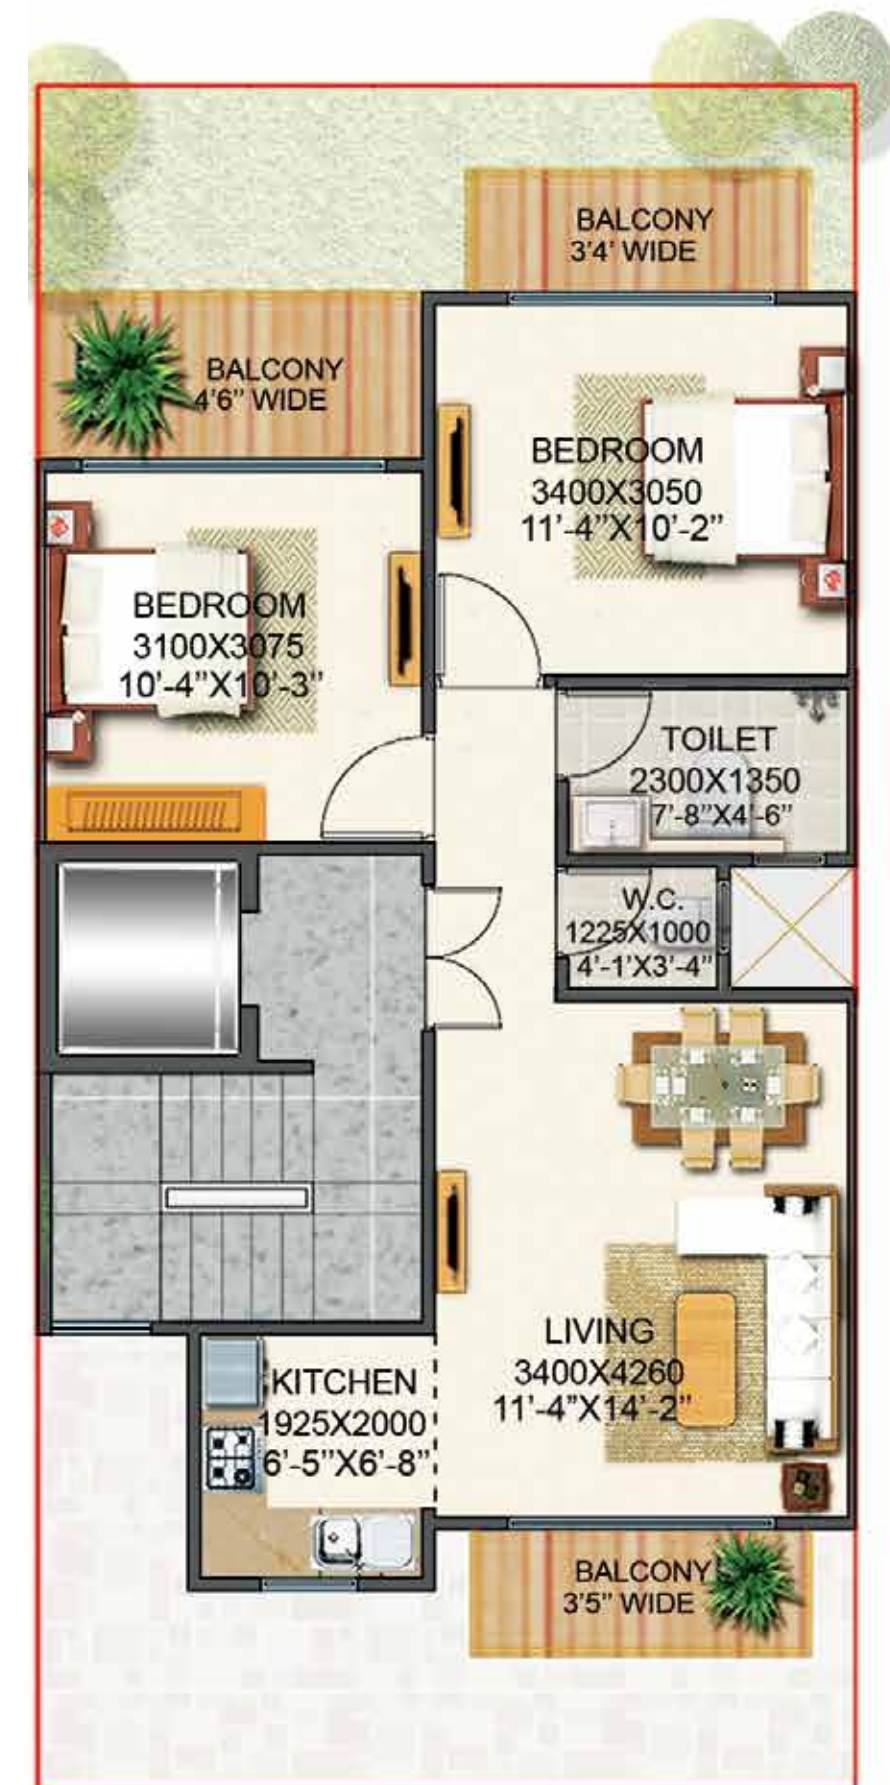 BALCONY
3'4' WIDE
BALCONY
4'6” WIDE
BEDROOM
3400X3050
11'-4”X10'-2”
BEDROOM
3100X3075
10'-4”X10'-3”
TOILET
2300X1350
7'-8”X4'-6”
W.C.
1225X1000
4'-1'X3'-4”
LIVING
3400X4260
11'-4”X14'-2”
KITCHEN
1925X2000
6'-5”X6'-8”
BALCONY
3'5” WIDE